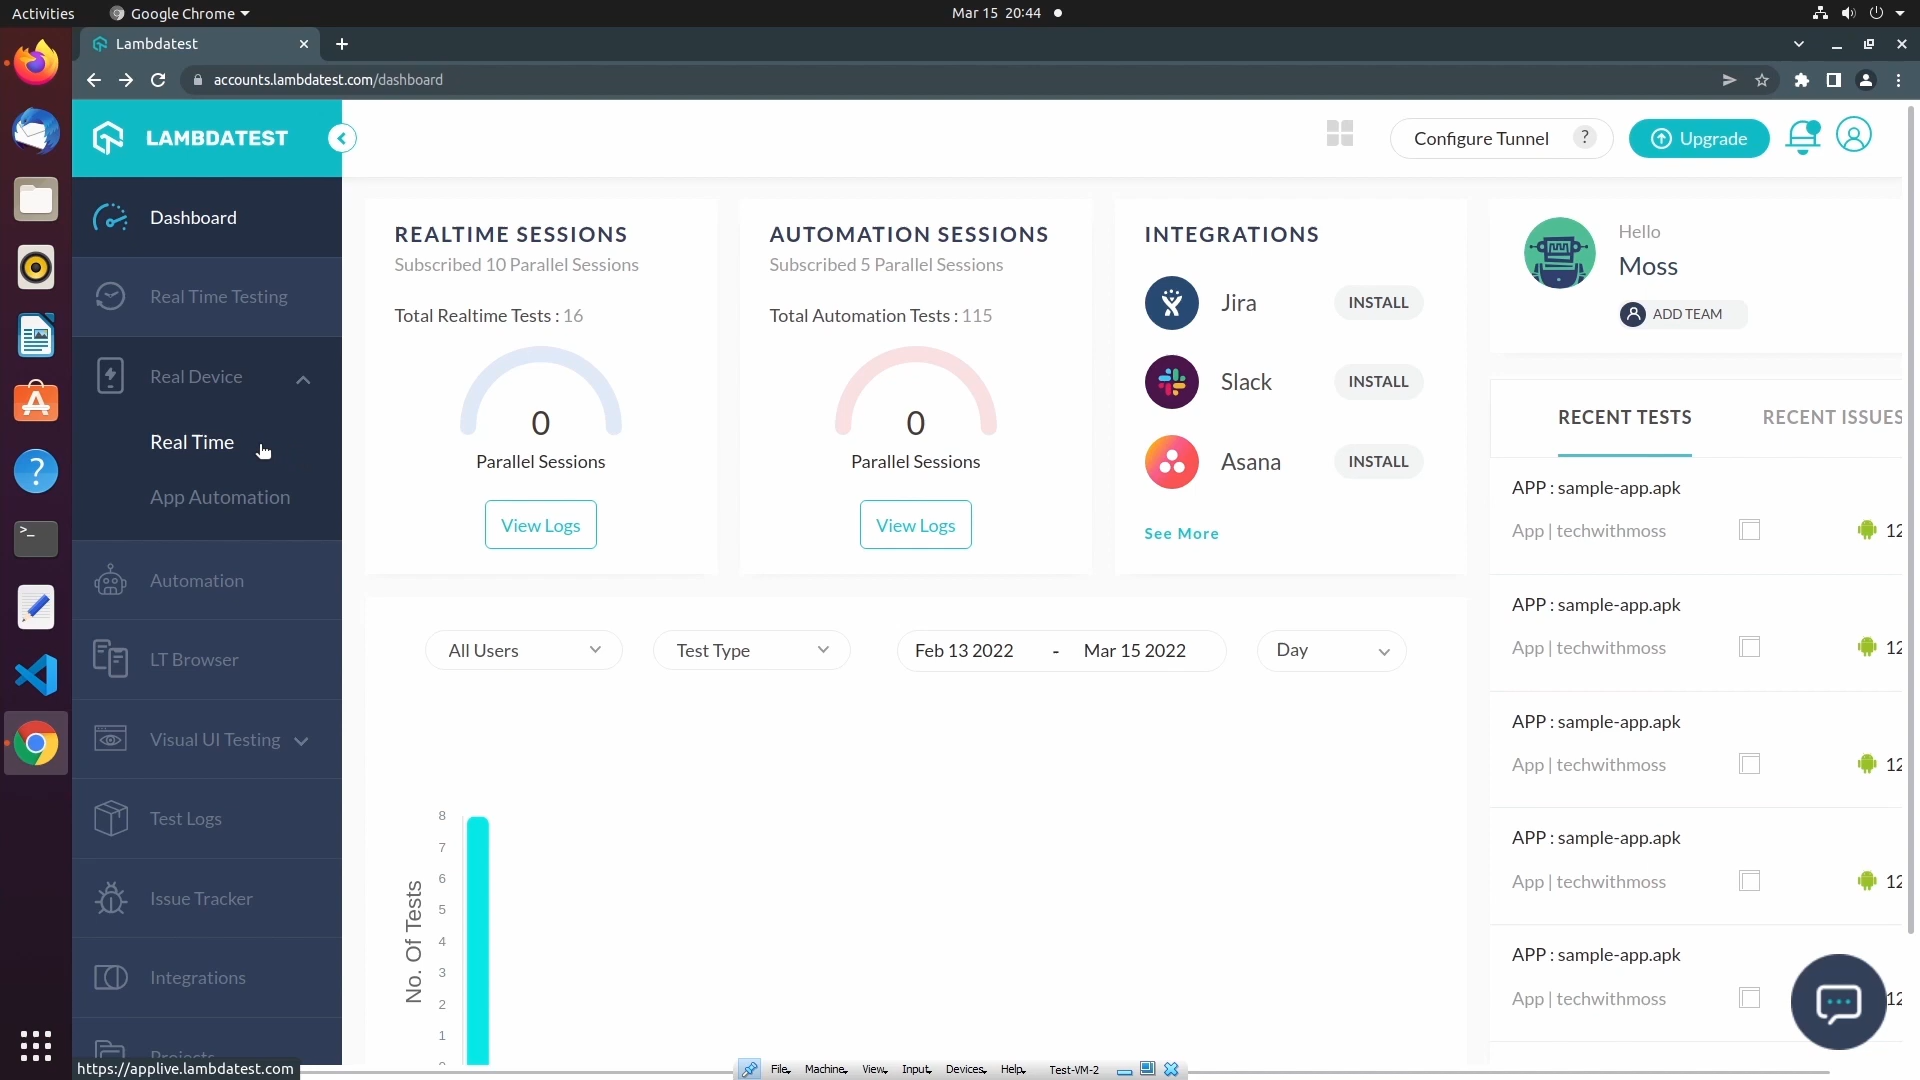 Activities
Google Chrome
Mar 15 20:44
Lambdatest
accounts.lambdatest.com/dashboard
LAMBDATEST
Configure Tunnel ?
Upgrade
Dashboard
Real Time Testing
Real Device
Real Time
App Automation
Automation
LT Browser
Visual UI Testing
Test Logs
Issue Tracker
Integrations
Projects
REALTIME SESSIONS
Subscribed 10 Parallel Sessions
Total Realtime Tests : 16
0
Parallel Sessions
View Logs
AUTOMATION SESSIONS
Subscribed 5 Parallel Sessions
Total Automation Tests : 115
0
Parallel Sessions
View Logs
INTEGRATIONS
Jira INSTALL
Slack INSTALL
Asana INSTALL
See More
Hello
Moss
ADD TEAM
RECENT TESTS RECENT ISSUES
APP : sample-app.apk
App | techwithmoss 12
APP : sample-app.apk
App | techwithmoss 12
APP : sample-app.apk
App | techwithmoss 12
APP : sample-app.apk
App | techwithmoss 12
APP : sample-app.apk
App | techwithmoss 12
All Users
Test Type
Feb 13 2022 - Mar 15 2022
Day
No. Of Tests
8
7
6
5
4
3
2
1
https://applive.lambdatest.com
File Machine View Input Devices Help Test-VM-2